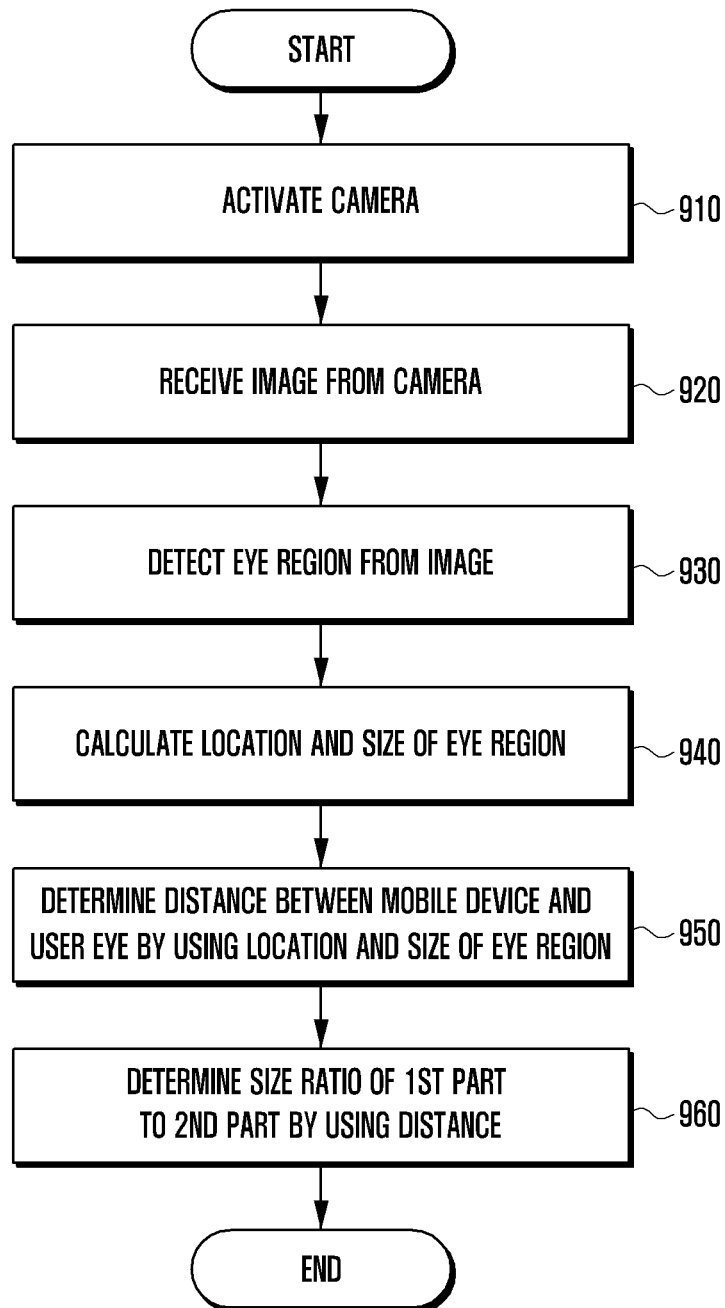 START
ACTIVATE CAMERA
910
RECEIVE IMAGE FROM CAMERA
920
DETECT EYE REGION FROM IMAGE
930
CALCULATE LOCATION AND SIZE OF EYE REGION
940
DETERMINE DISTANCE BETWEEN MOBILE DEVICE AND
USER EYE BY USING LOCATION AND SIZE OF EYE REGION
950
DETERMINE SIZE RATIO OF 1ST PART
TO 2ND PART BY USING DISTANCE
960
END